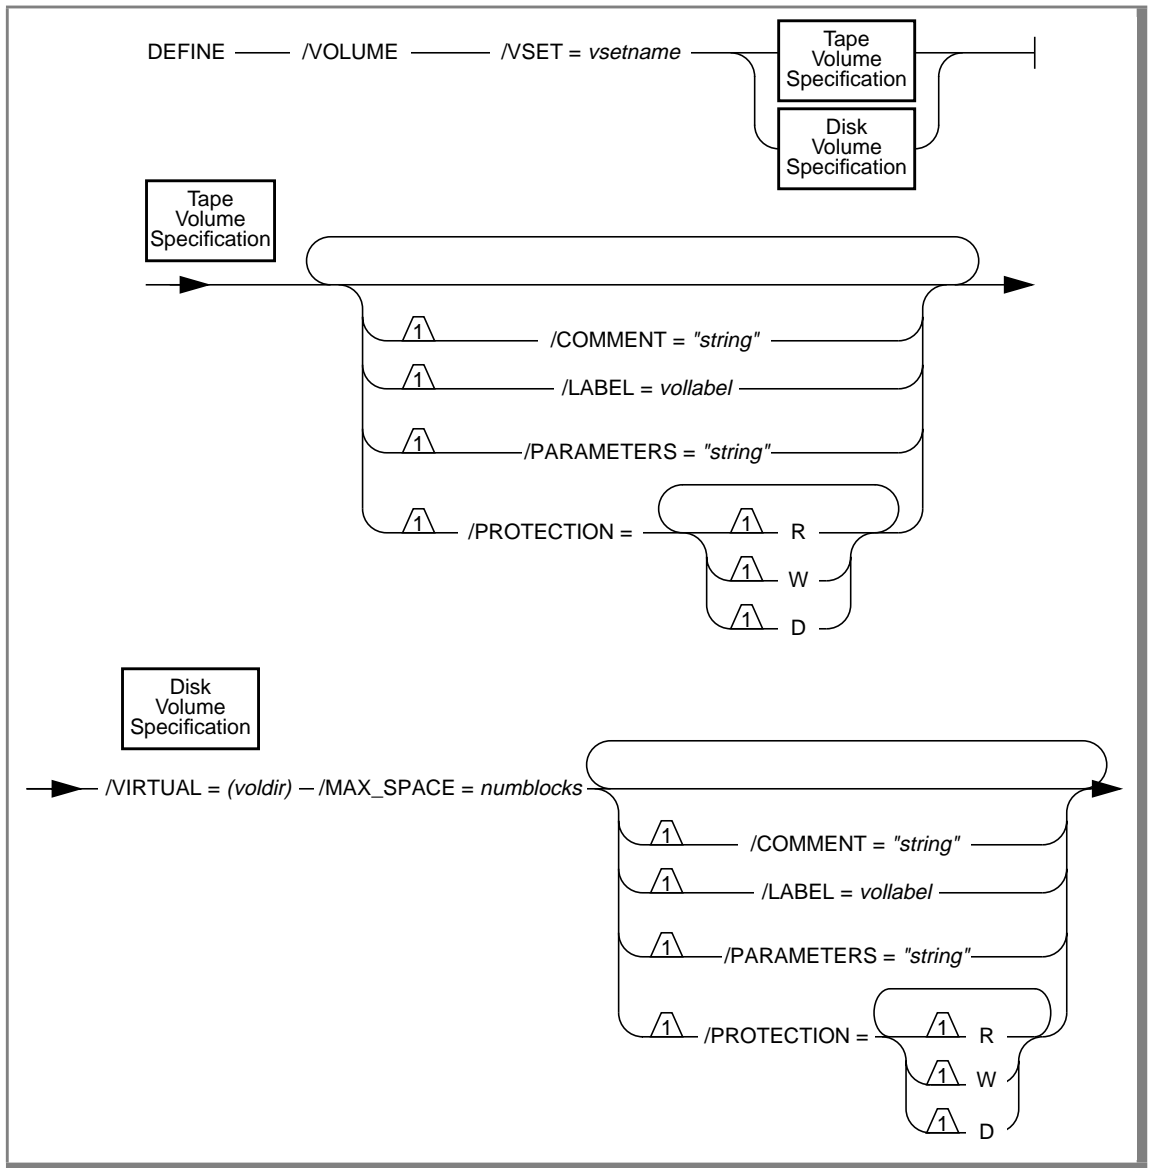 DEFINE /VOLUME /VSET = vsetname
Tape
Volume
Specification
Disk
Volume
Specification
Tape
Volume
Specification
1 /COMMENT = "string"
1 /LABEL = vollabel
1 /PARAMETERS = "string"
1 /PROTECTION = 1 R
1 W
1 D
Disk
Volume
Specification
/VIRTUAL = (voldir) /MAX_SPACE = numblocks
1 /COMMENT = "string"
1 /LABEL = vollabel
1 /PARAMETERS = "string"
1 /PROTECTION = 1 R
1 W
1 D